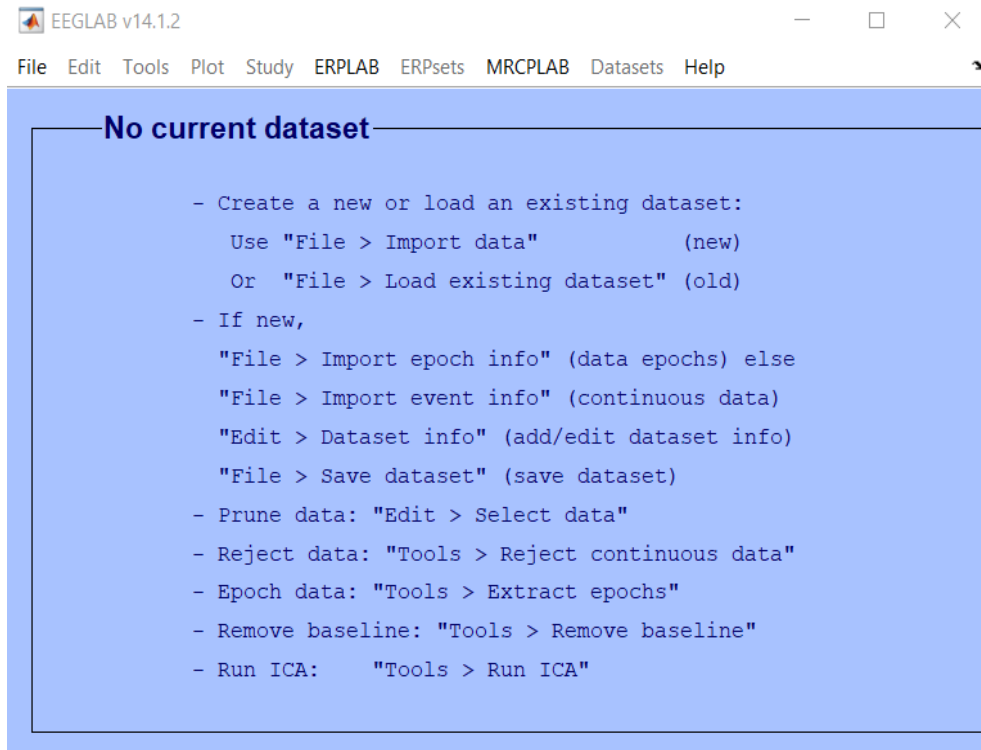 EEGLAB v14.1.2
File Edit Tools Plot Study ERPLAB ERPsets MRCPLAB Datasets Help
No current dataset
- Create a new or load an existing dataset:
Use "File > Import data" (new)
Or "File > Load existing dataset" (old)
- If new,
"File > Import epoch info" (data epochs) else
"File > Import event info" (continuous data)
"Edit > Dataset info" (add/edit dataset info)
"File > Save dataset" (save dataset)
- Prune data: "Edit > Select data"
- Reject data: "Tools > Reject continuous data"
- Epoch data: "Tools > Extract epochs"
- Remove baseline: "Tools > Remove baseline"
- Run ICA: "Tools > Run ICA"